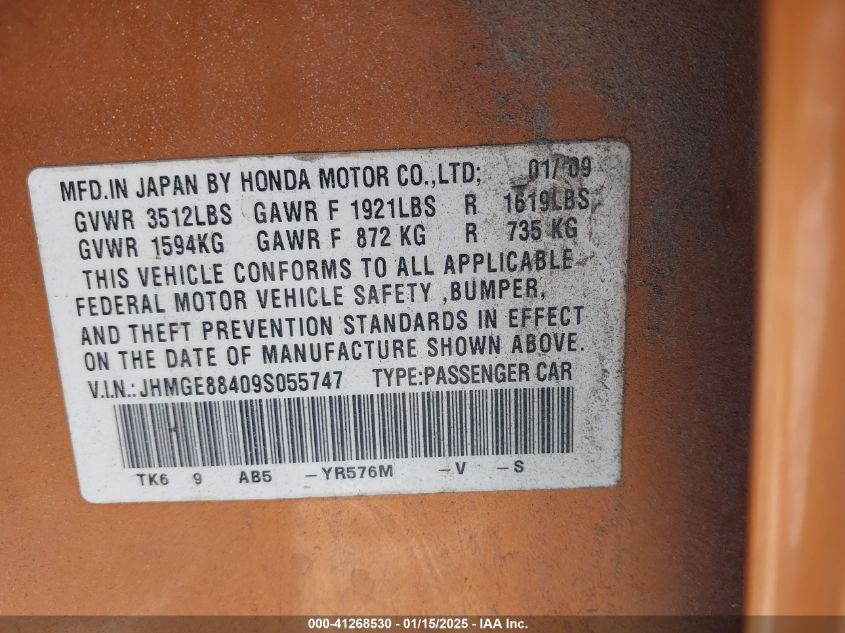 MFD.IN JAPAN BY HONDA MOTOR CO.,LTD; 01/09
GVWR 3512LBS GAWR F 1921LBS R 1619LBS
GVWR 1594KG GAWR F 872 KG R 735 KG
THIS VEHICLE CONFORMS TO ALL APPLICABLE
FEDERAL MOTOR VEHICLE SAFETY ,BUMPER,
AND THEFT PREVENTION STANDARDS IN EFFECT
ON THE DATE OF MANUFACTURE SHOWN ABOVE.
V.I.N.: JHMGE88409S055747 TYPE:PASSENGER CAR
TK6 9 AB5 -YR576M -V -S
000-41268530 - 01/15/2025 - IAA Inc.